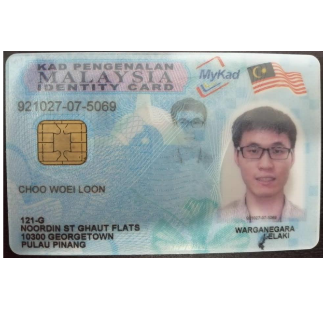 KAD PENGENALAN
MALAYSIA
IDENTITY CARD
MyKad
921027-07-5069
CHOO WOEI LOON
121-G
NOORDIN ST GHAUT FLATS
10300 GEORGETOWN
PULAU PINANG
WARGANEGARA
LELAKI